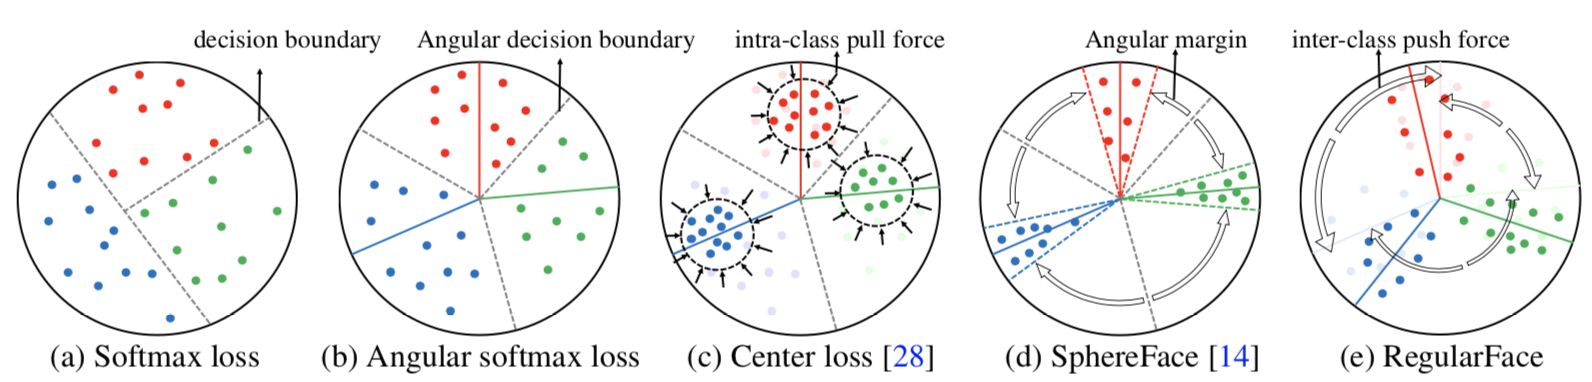 decision boundary
Angular decision boundary
intra-class pull force
Angular margin
inter-class push force
(a) Softmax loss
(b) Angular softmax loss
(c) Center loss [28]
(d) SphereFace [14]
(e) RegularFace